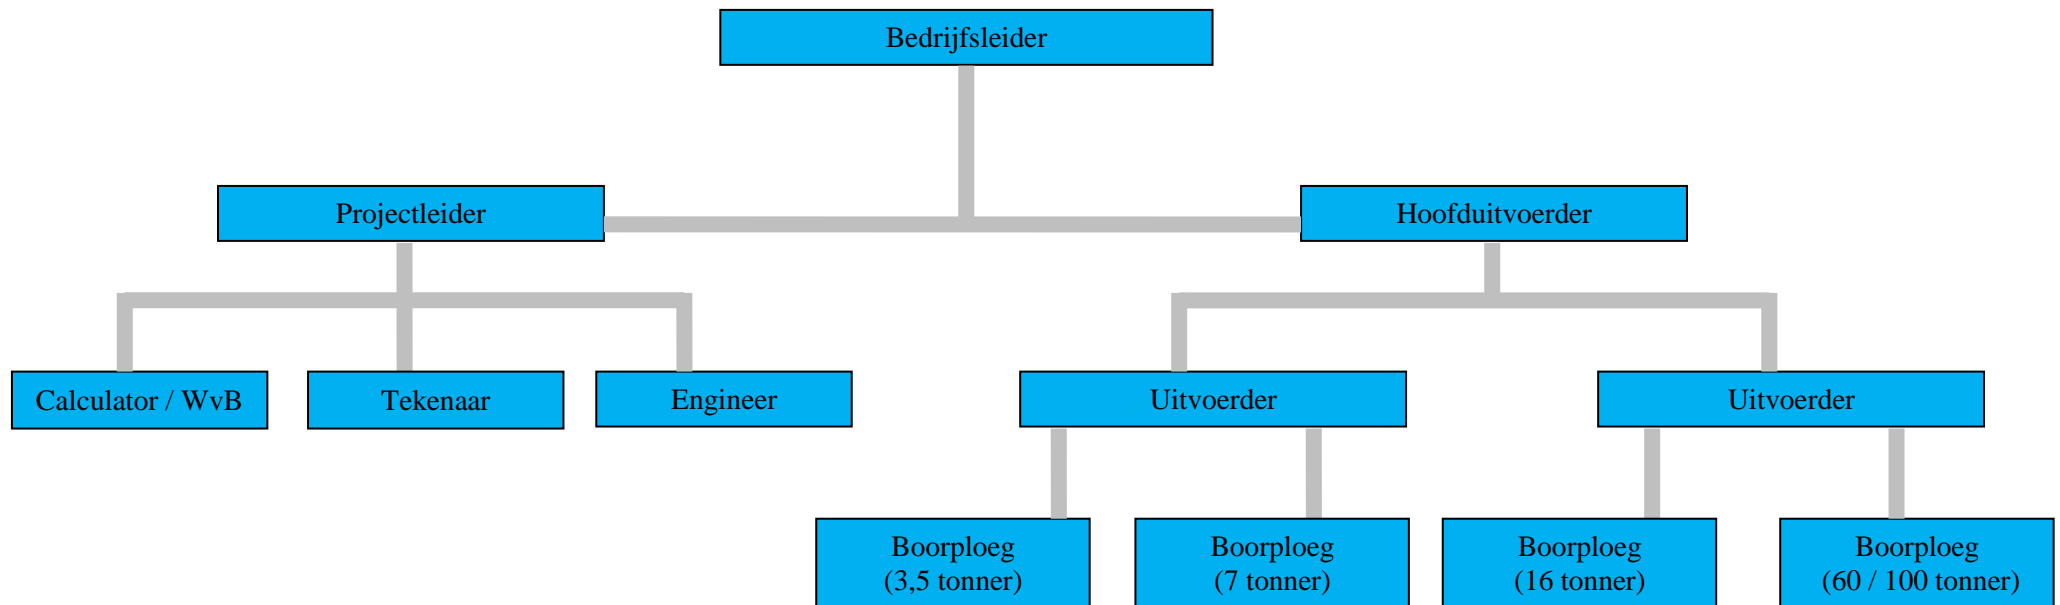 Bedrijfsleider
Projectleider
Hoofduitvoerder
Calculator / WvB
Tekenaar
Engineer
Uitvoerder
Uitvoerder
Boorploeg
(3,5 tonner)
Boorploeg
(7 tonner)
Boorploeg
(16 tonner)
Boorploeg
(60 / 100 tonner)